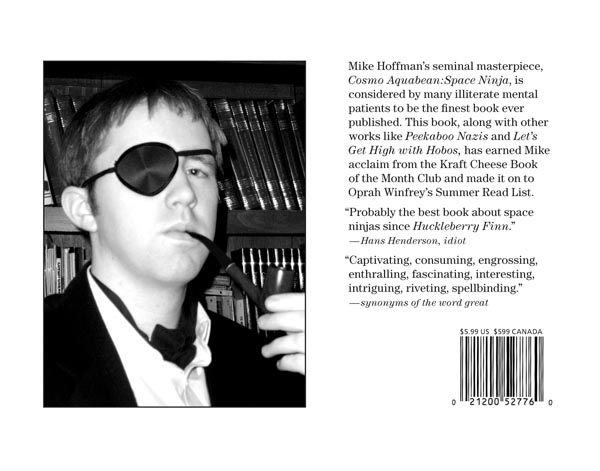 Mike Hoffman's seminal masterpiece,
Cosmo Aquabean:Space Ninja, is
considered by many illiterate mental
patients to be the finest book ever
published. This book, along with other
works like Peekaboo Nazis and Let's
Get High with Hobos, has earned Mike
acclaim from the Kraft Cheese Book
of the Month Club and made it on to
Oprah Winfrey's Summer Read List.
“Probably the best book about space
ninjas since Huckleberry Finn.”
—Hans Henderson, idiot
“Captivating, consuming, engrossing,
enthralling, fascinating, interesting,
intriguing, riveting, spellbinding.”
—synonyms of the word great
$5.99 US $599 CANADA
0 21200 52776 0